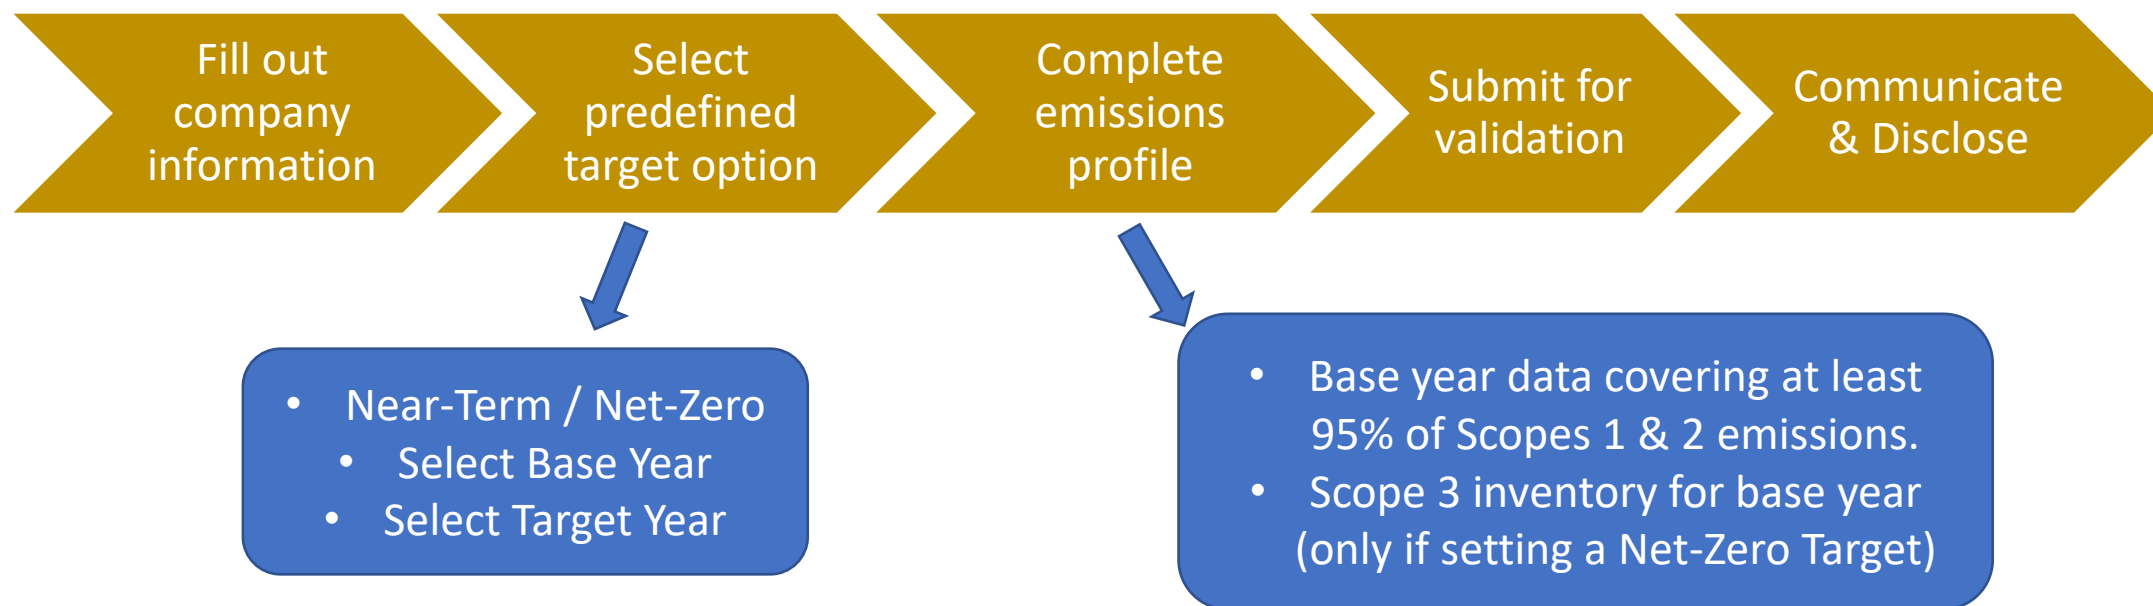 Fill out
company
information
Select
predefined
target option
Complete
emissions
profile
Submit for
validation
Communicate
& Disclose
• Near-Term / Net-Zero
• Select Base Year
• Select Target Year
• Base year data covering at least
95% of Scopes 1 & 2 emissions.
• Scope 3 inventory for base year
(only if setting a Net-Zero Target)